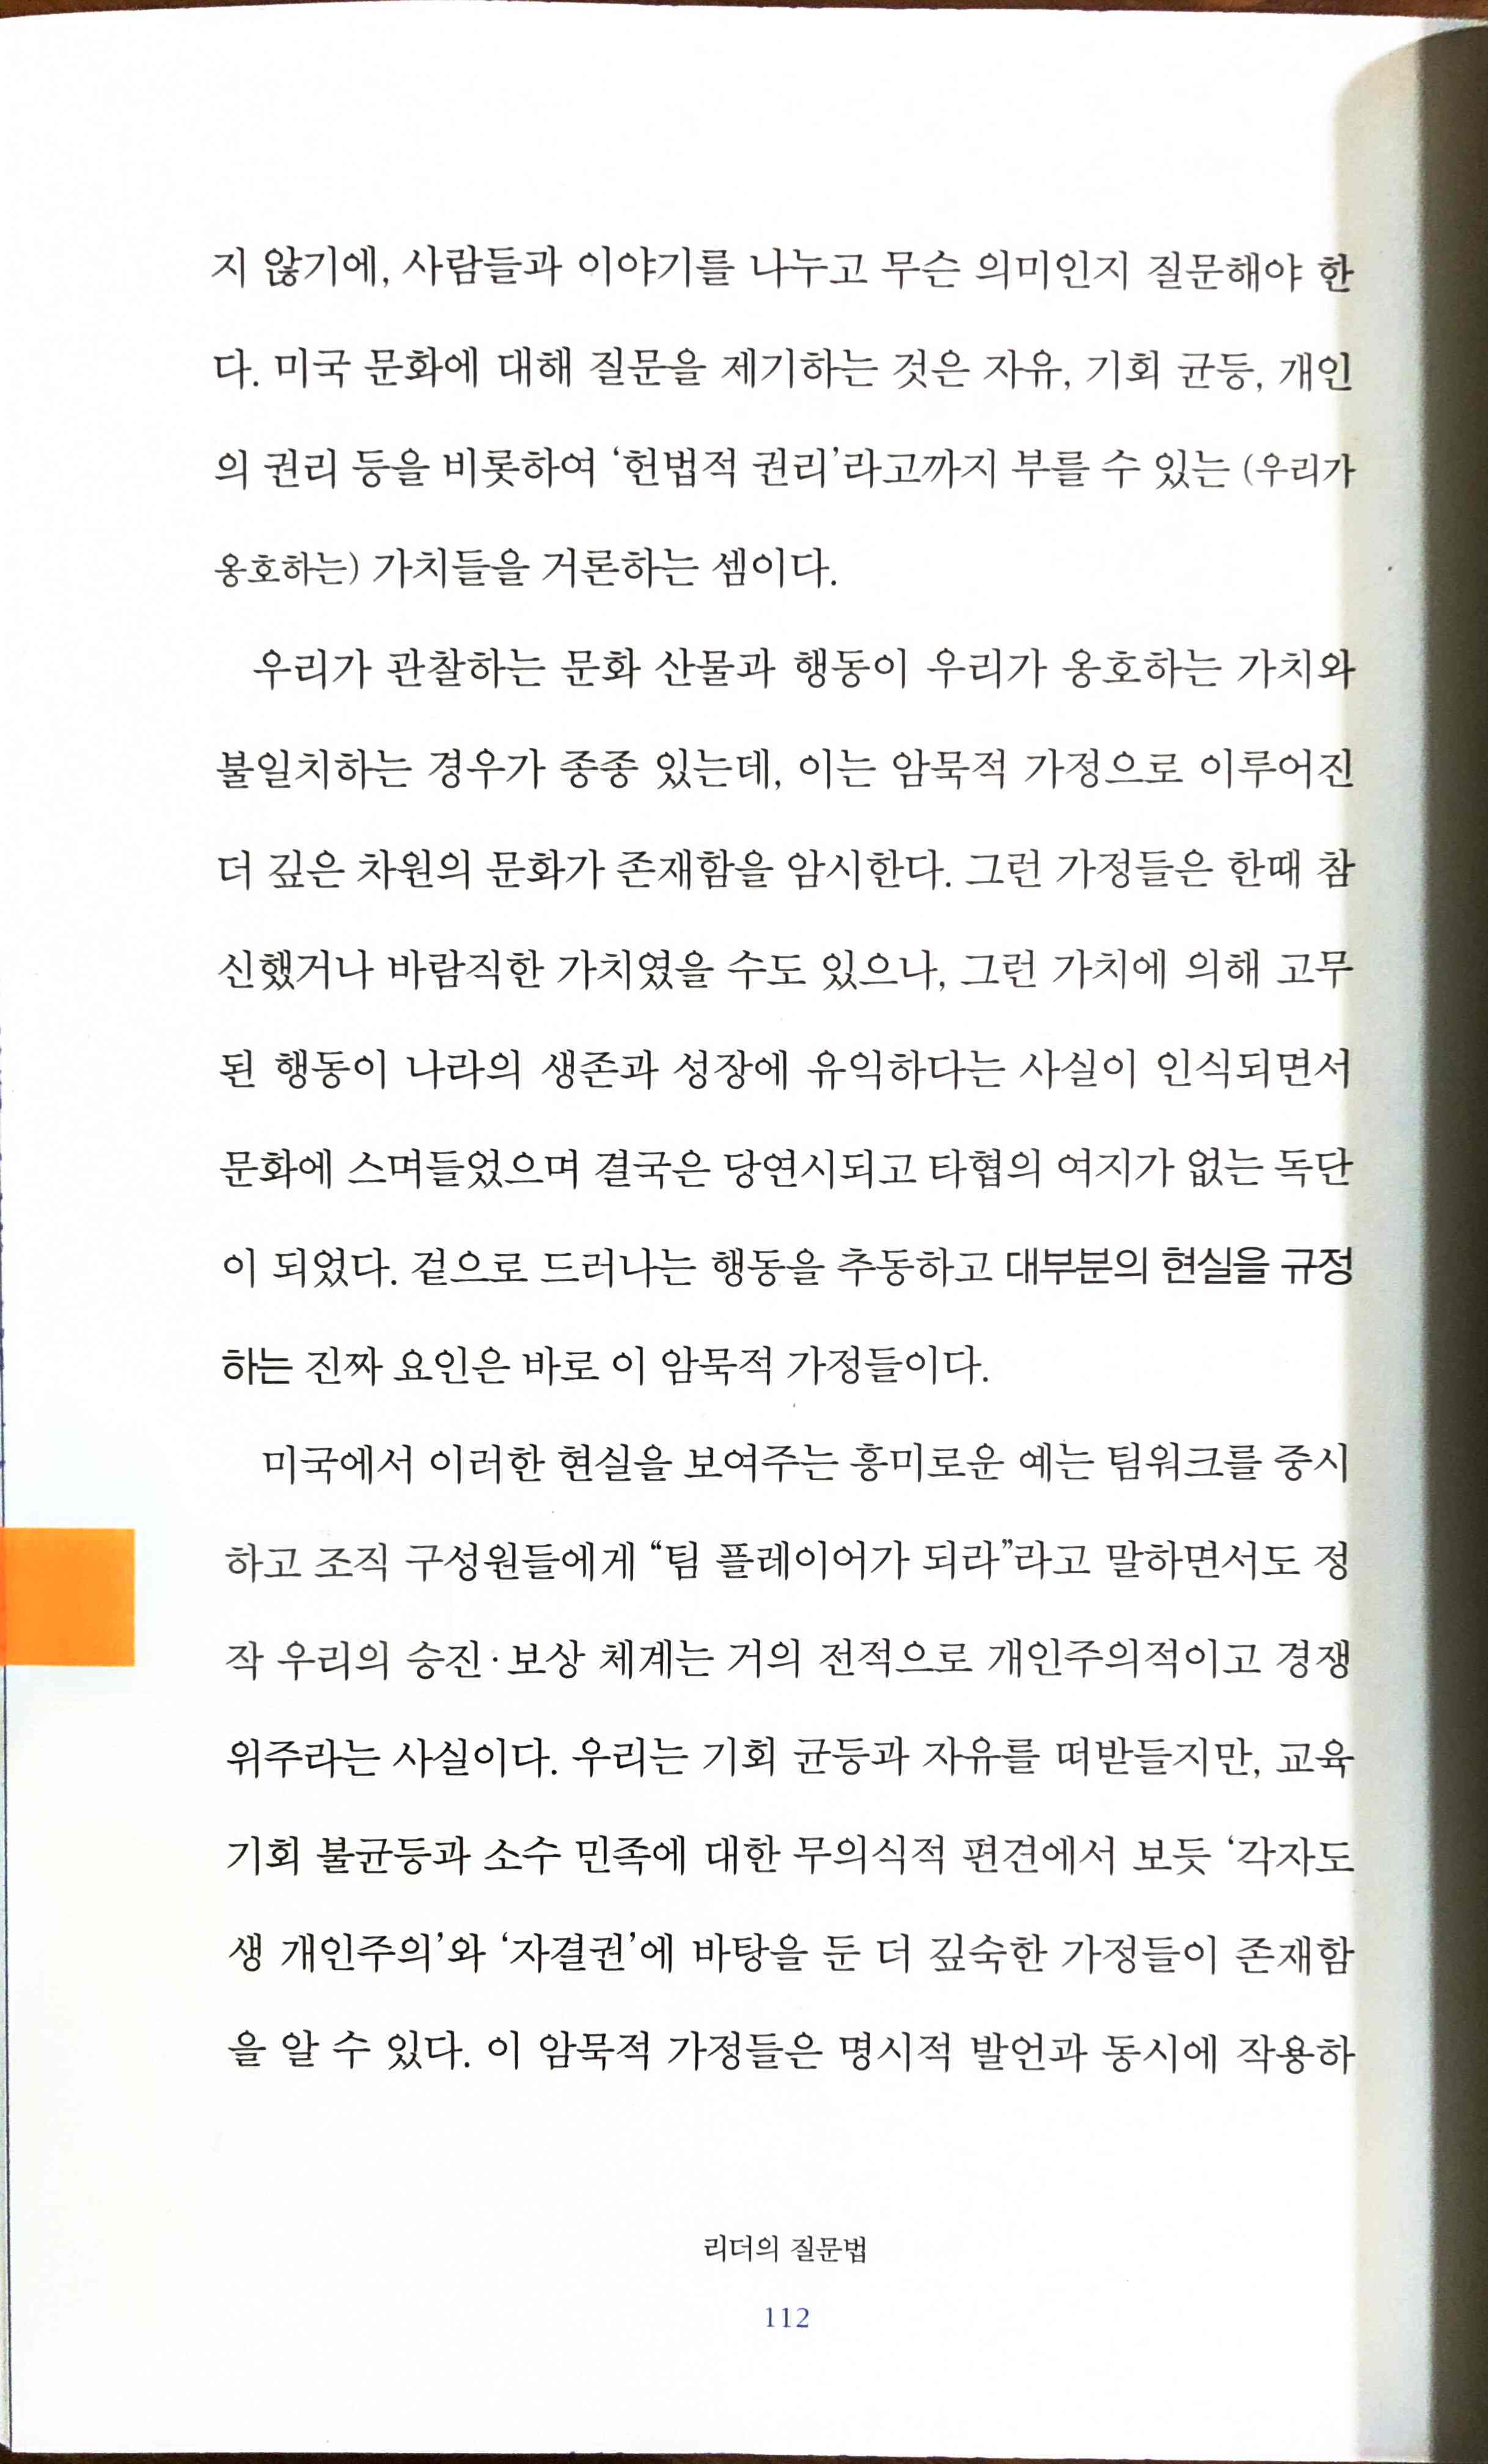 지 않기에, 사람들과 이야기를 나누고 무슨 의미인지 질문해야 한
다. 미국 문화에 대해 질문을 제기하는 것은 자유, 기회 균등, 개인
의 권리 등을 비롯하여 ‘헌법적 권리’라고까지 부를 수 있는 (우리가
옹호하는) 가치들을 거론하는 셈이다.
우리가 관찰하는 문화 산물과 행동이 우리가 옹호하는 가치와
불일치하는 경우가 종종 있는데, 이는 암묵적 가정으로 이루어진
더 깊은 차원의 문화가 존재함을 암시한다. 그런 가정들은 한때 참
신했거나 바람직한 가치였을 수도 있으나, 그런 가치에 의해 고무
된 행동이 나라의 생존과 성장에 유익하다는 사실이 인식되면서
문화에 스며들었으며 결국은 당연시되고 타협의 여지가 없는 독단
이 되었다. 겉으로 드러나는 행동을 추동하고 대부분의 현실을 규정
하는 진짜 요인은 바로 이 암묵적 가정들이다.
미국에서 이러한 현실을 보여주는 흥미로운 예는 팀워크를 중시
하고 조직 구성원들에게 “팀 플레이어가 되라”라고 말하면서도 정
작 우리의 승진·보상 체계는 거의 전적으로 개인주의적이고 경쟁
위주라는 사실이다. 우리는 기회 균등과 자유를 떠받들지만, 교육
기회 불균등과 소수 민족에 대한 무의식적 편견에서 보듯 ‘각자도
생 개인주의’와 ‘자결권’에 바탕을 둔 더 깊숙한 가정들이 존재함
을 알 수 있다. 이 암묵적 가정들은 명시적 발언과 동시에 작용하
리더의 질문법
112